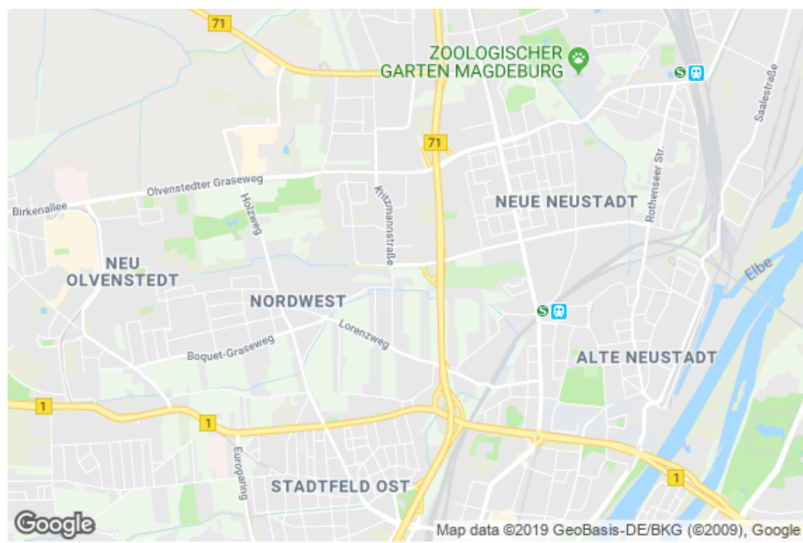 71
ZOOLOGISCHER
GARTEN MAGDEBURG
S
Saalestraße
71
Olvenstedter Graseweg
Rothenseer Str.
Birkenallee
Holzweg
Kritzmannstraße
NEUE NEUSTADT
NEU
OLVENSTEDT
Elbe
NORDWEST
S
Lorenzweg
Boquet-Graseweg
ALTE NEUSTADT
1
1
Europaring
1
STADTFELD OST
Google
Map data ©2019 GeoBasis-DE/BKG (©2009), Google